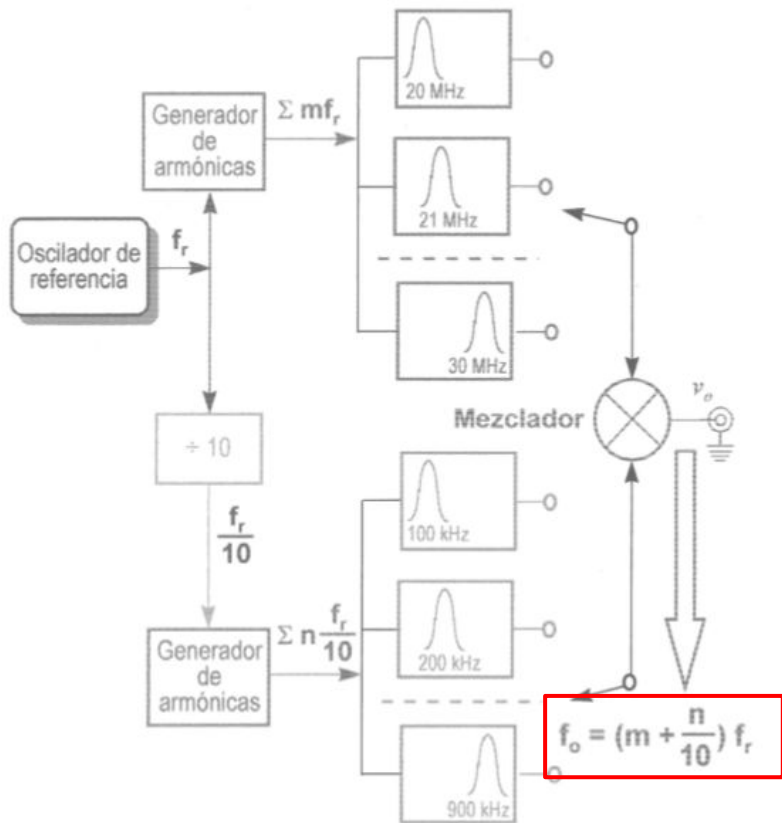 20 MHz
Generador
de
armónicas
Σ mfᵣ
21 MHz
Oscilador de
referencia
fᵣ
30 MHz
Mezclador
vₒ
÷ 10
fᵣ
10
100 kHz
Generador
de
armónicas
Σ n fᵣ/10
200 kHz
900 kHz
fₒ = (m + n/10) fᵣ